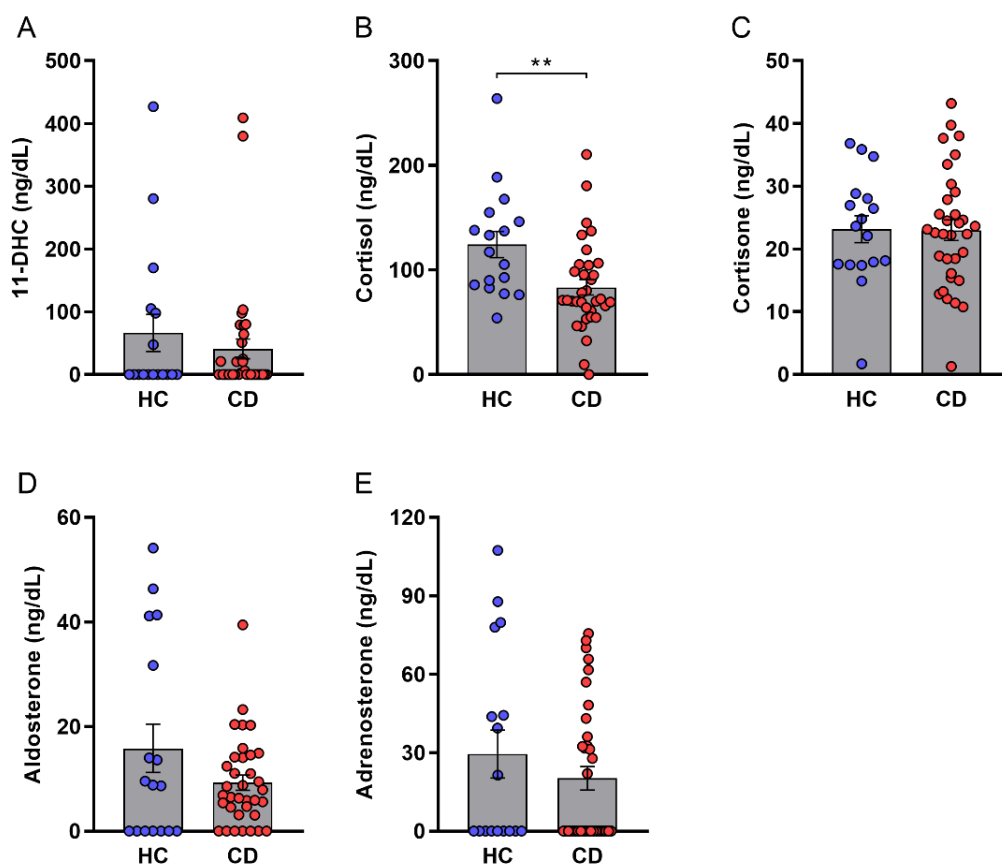 A
11-DHC (ng/dL)
500
400
300
200
100
0
HC CD
B
Cortisol (ng/dL)
300
200
100
0
**
HC CD
C
Cortisone (ng/dL)
50
40
30
20
10
0
HC CD
D
Aldosterone (ng/dL)
60
40
20
0
HC CD
E
Adrenosterone (ng/dL)
120
90
60
30
0
HC CD